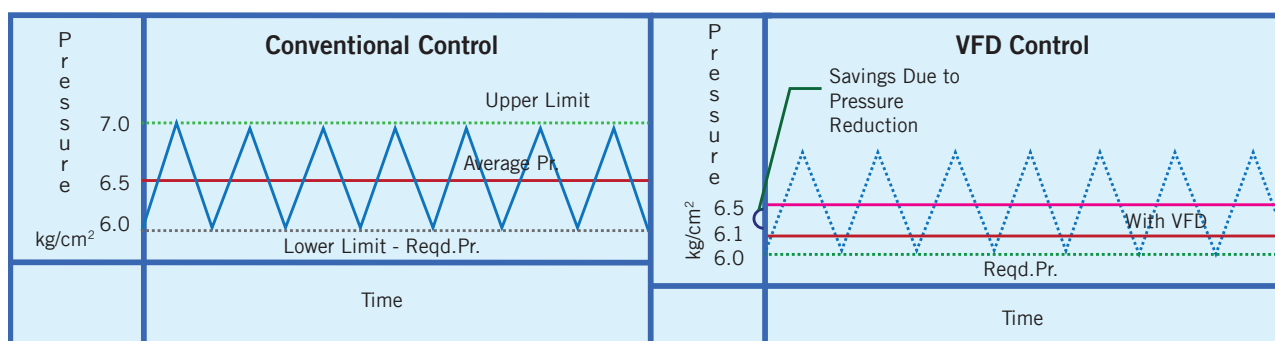 Pressure
Conventional Control
Upper Limit
7.0
Average Pr.
6.5
6.0
kg/cm²
Lower Limit - Reqd.Pr.
Time
Pressure
VFD Control
Savings Due to
Pressure
Reduction
6.5
With VFD
6.1
6.0
kg/cm²
Reqd.Pr.
Time